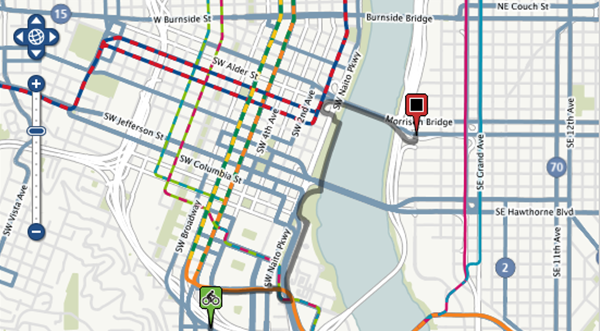 15
W Burnside St
Burnside Bridge
NE Couch St
SW Alder St
SW Naito Pkwy
SW 2nd Ave
SW 4th Ave
Morrison Bridge
SW Jefferson St
SW Columbia St
SE Grand Ave
SE 12th Ave
70
SW Vista Ave
SW Broadway
SW Naito Pkwy
SE Hawthorne Blvd
SE 11th Ave
2